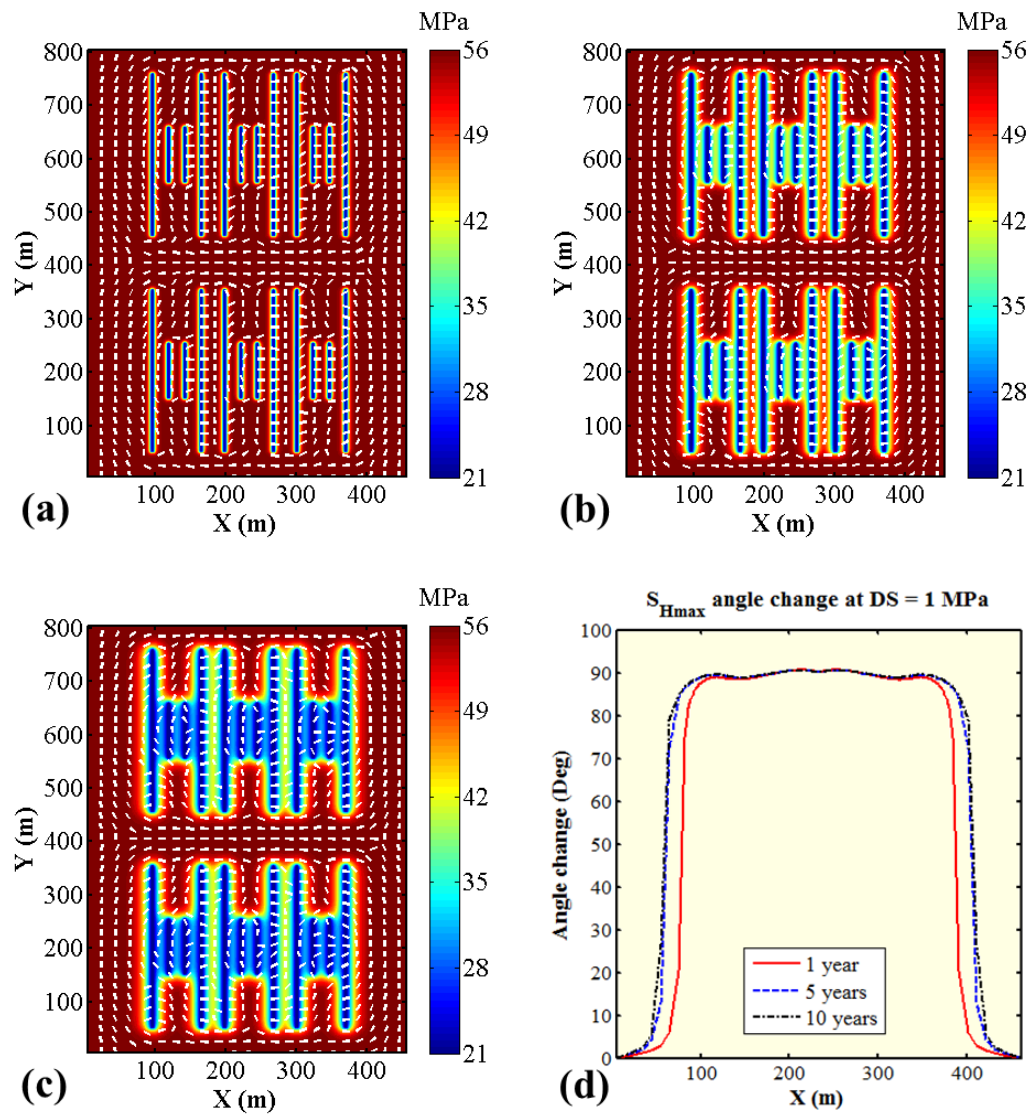 MPa
800
700
600
500
400
300
200
100
Y (m)
100 200 300 400
X (m)
56
49
42
35
28
21
(a)
MPa
800
700
600
500
400
300
200
100
Y (m)
100 200 300 400
X (m)
56
49
42
35
28
21
(b)
MPa
800
700
600
500
400
300
200
100
Y (m)
100 200 300 400
X (m)
56
49
42
35
28
21
(c)
SHmax angle change at DS = 1 MPa
100
90
80
70
60
50
40
30
20
10
0
Angle change (Deg)
1 year
5 years
10 years
100 200 300 400
X (m)
(d)